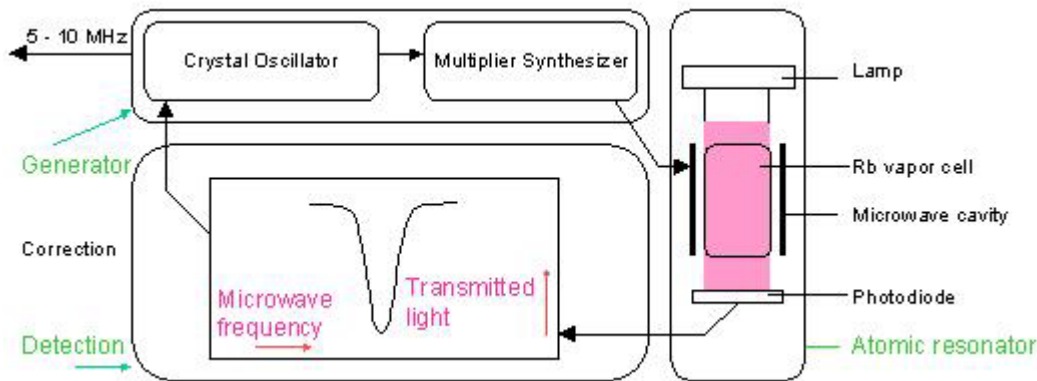 5 - 10 MHz
Crystal Oscillator
Multiplier Synthesizer
Lamp
Generator
Rb vapor cell
Microwave cavity
Correction
Microwave
frequency
Transmitted
light
Photodiode
Detection
Atomic resonator